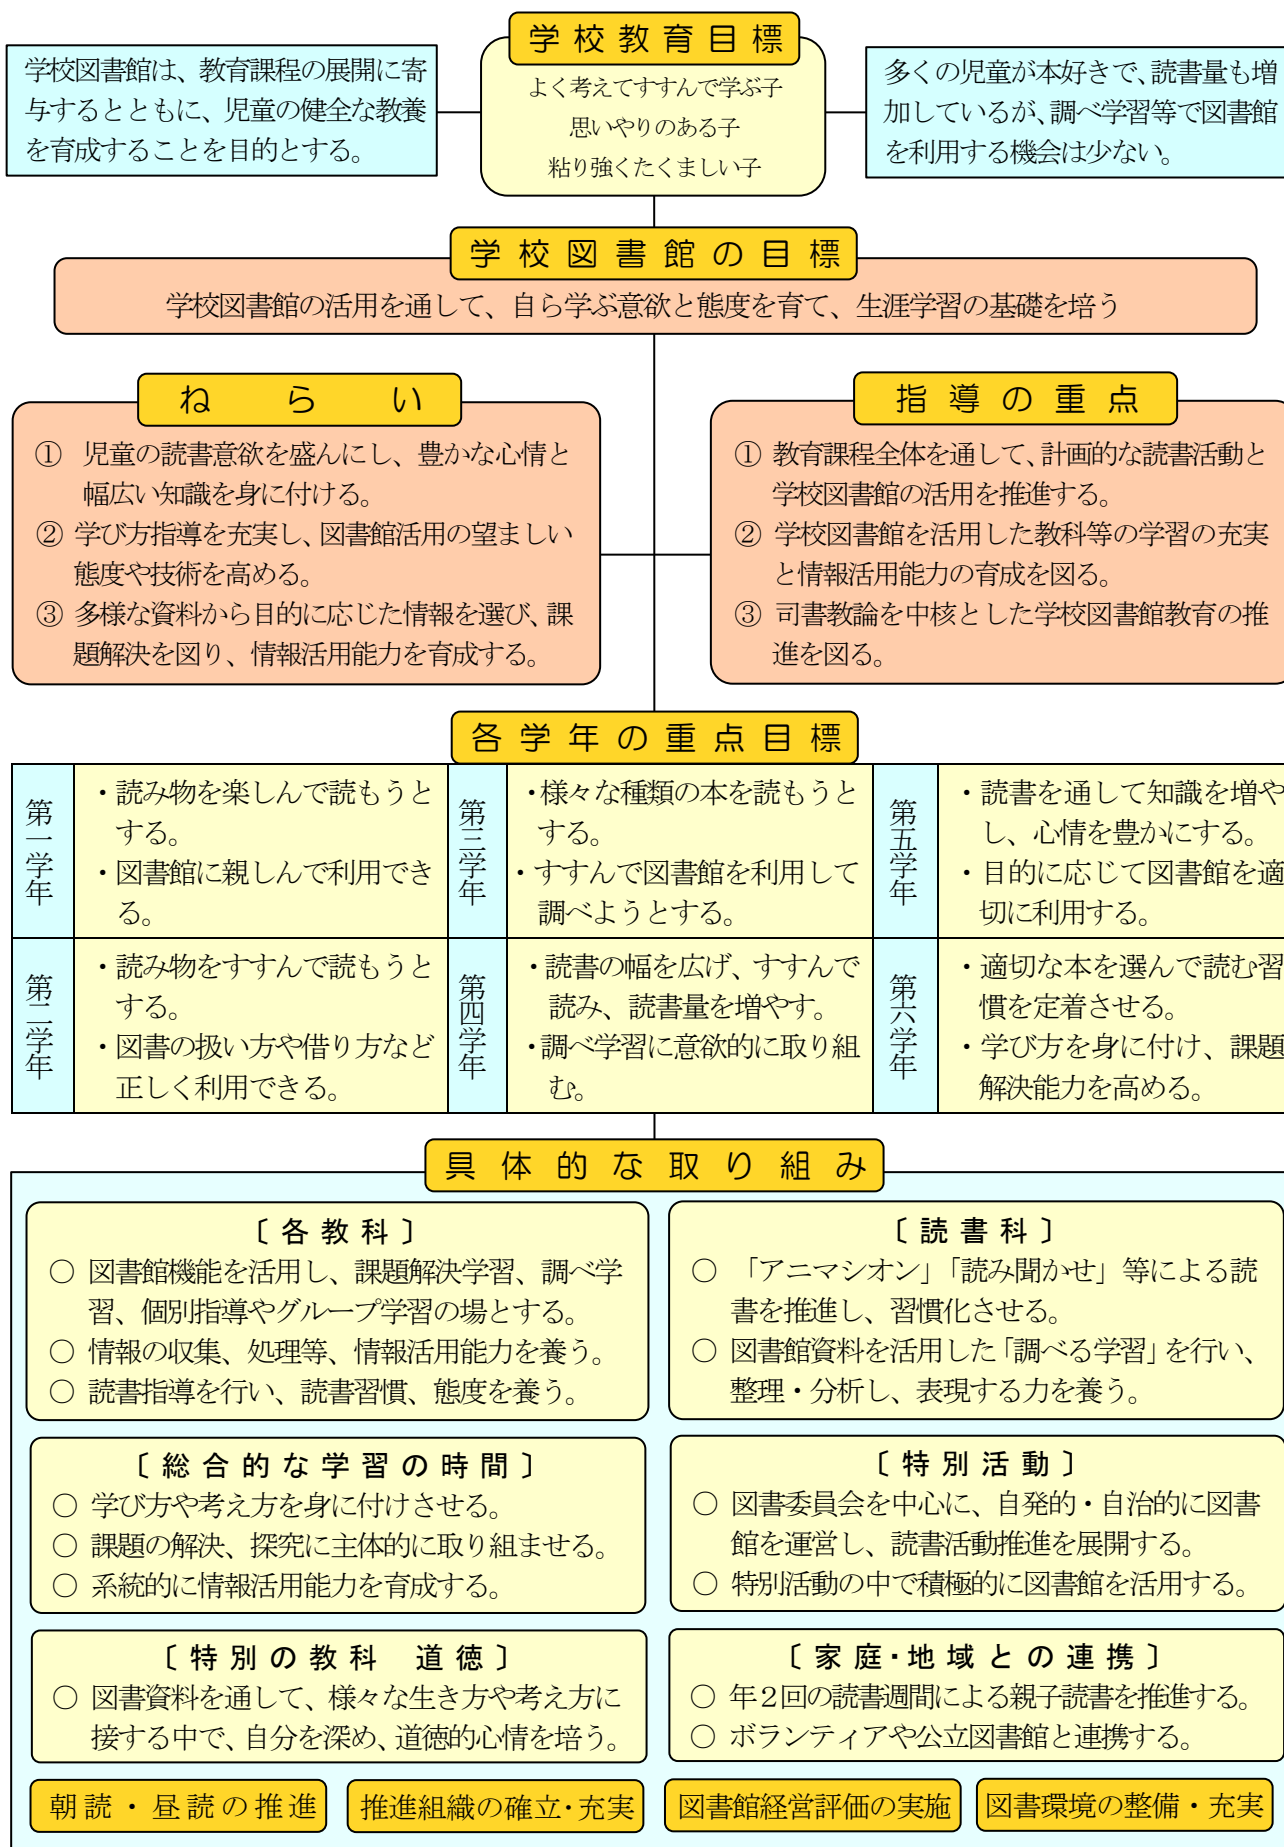 学校教育目標
よく考えてすすんで学ぶ子
思いやりのある子
粘り強くたくましい子
学校図書館は、教育課程の展開に寄
与するとともに、児童の健全な教養
を育成することを目的とする。
多くの児童が本好きで、読書量も増
加しているが、調べ学習等で図書館
を利用する機会は少ない。
学校図書館の目標
学校図書館の活用を通して、自ら学ぶ意欲と態度を育て、生涯学習の基礎を培う
ねらい
① 児童の読書意欲を盛んにし、豊かな心情と
幅広い知識を身に付ける。
② 学び方指導を充実し、図書館活用の望ましい
態度や技術を高める。
③ 多様な資料から目的に応じた情報を選び、課
題解決を図り、情報活用能力を育成する。
指導の重点
① 教育課程全体を通して、計画的な読書活動と
学校図書館の活用を推進する。
② 学校図書館を活用した教科等の学習の充実
と情報活用能力の育成を図る。
③ 司書教諭を中核とした学校図書館教育の推
進を図る。
各学年の重点目標
第一学年
・読み物を楽しんで読もうと
する。
・図書館に親しんで利用でき
る。
第三学年
・様々な種類の本を読もうと
する。
・すすんで図書館を利用して
調べようとする。
第五学年
・読書を通して知識を増や
し、心情を豊かにする。
・目的に応じて図書館を適
切に利用する。
第二学年
・読み物をすすんで読もうと
する。
・図書の扱い方や借り方など
正しく利用できる。
第四学年
・読書の幅を広げ、すすんで
読み、読書量を増やす。
・調べ学習に意欲的に取り組
む。
第六学年
・適切な本を選んで読む習
慣を定着させる。
・学び方を身に付け、課題
解決能力を高める。
具体的な取り組み
〔各教科〕
○ 図書館機能を活用し、課題解決学習、調べ学
習、個別指導やグループ学習の場とする。
○ 情報の収集、処理等、情報活用能力を養う。
○ 読書指導を行い、読書習慣、態度を養う。
〔読書科〕
○ 「アニマシオン」「読み聞かせ」等による読
書を推進し、習慣化させる。
○ 図書館資料を活用した「調べる学習」を行い、
整理・分析し、表現する力を養う。
〔総合的な学習の時間〕
○ 学び方や考え方を身に付けさせる。
○ 課題の解決、探究に主体的に取り組ませる。
○ 系統的に情報活用能力を育成する。
〔特別活動〕
○ 図書委員会を中心に、自発的・自治的に図書
館を運営し、読書活動推進を展開する。
○ 特別活動の中で積極的に図書館を活用する。
〔特別の教科 道徳〕
○ 図書資料を通して、様々な生き方や考え方に
接する中で、自分を深め、道徳的心情を培う。
〔家庭・地域との連携〕
○ 年２回の読書週間による親子読書を推進する。
○ ボランティアや公立図書館と連携する。
朝読・昼読の推進
推進組織の確立・充実
図書館経営評価の実施
図書環境の整備・充実